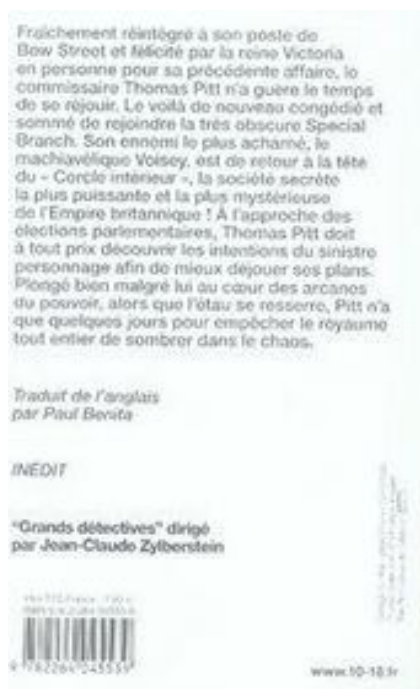 Fraîchement réintégré à son poste de
Bow Street et félicité par la reine Victoria
en personne pour sa précédente affaire, le
commissaire Thomas Pitt n'a guère le temps
de se réjouir. Le voilà de nouveau congédié et
sommé de rejoindre la très obscure Special
Branch. Son ennemi le plus acharné, le
machiavélique Voisey, est de retour à la tête
du « Cercle intérieur », la société secrète
la plus puissante et la plus mystérieuse
de l'Empire britannique ! À l'approche des
élections parlementaires, Thomas Pitt doit
à tout prix découvrir les intentions du sinistre
personnage afin de mieux déjouer ses plans.
Plongé bien malgré lui au cœur des arcanes
du pouvoir, alors que l'étau se resserre, Pitt n'a
que quelques jours pour empêcher le royaume
tout entier de sombrer dans le chaos.
Traduit de l'anglais
par Paul Benita
INÉDIT
"Grands détectives" dirigé
par Jean-Claude Zylberstein
www.10-18.fr